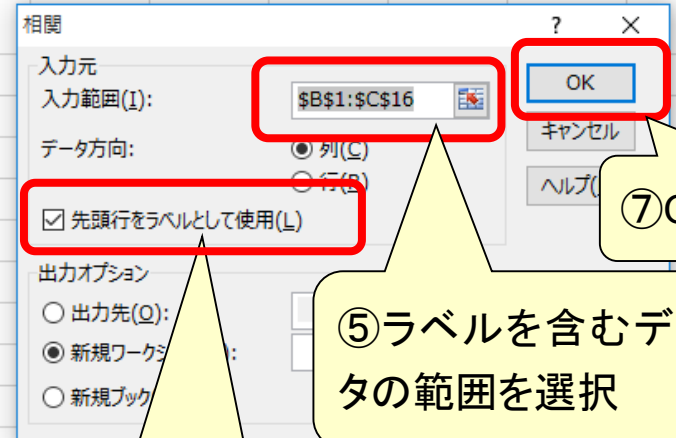 相関
? ×
入力元
入力範囲(I):
$B$1:$C$16
OK
キャンセル
データ方向:
列(C)
行(R)
ヘルプ(
⑦
先頭行をラベルとして使用(L)
出力オプション
出力先(O):
新規ワーク
:
⑤ラベルを含むデ
タの範囲を選択
新規ブック